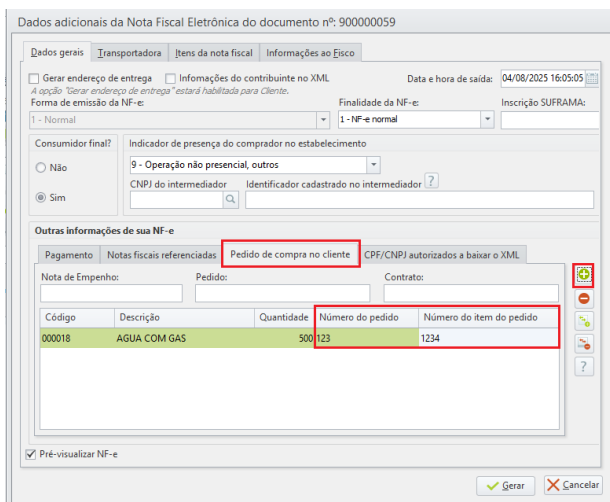 Dados adicionais da Nota Fiscal Eletrônica do documento nº: 900000059
Dados gerais Transportadora Itens da nota fiscal Informações ao Fisco
Gerar endereço de entrega Infomações do contribuinte no XML Data e hora de saída: 04/08/2025 16:05:05
A opção "Gerar endereço de entrega" estará habilitada para Cliente.
Forma de emissão da NF-e: Finalidade da NF-e: Inscrição SUFRAMA:
1 - Normal 1 - NF-e normal
Consumidor final? Indicador de presença do comprador no estabelecimento
Não 9 - Operação não presencial, outros
CNPJ do intermediador Identificador cadastrado no intermediador ?
Sim
Outras informações de sua NF-e
Pagamento Notas fiscais referenciadas Pedido de compra no cliente CPF/CNPJ autorizados a baixar o XML
Nota de Empenho: Pedido: Contrato:
Código Descrição Quantidade Número do pedido Número do item do pedido
000018 AGUA COM GAS 500 123 1234
?
Pré-visualizar NF-e
Gerar Cancelar